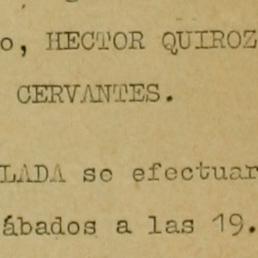 o, HECTOR QUIROZ
CERVANTES.
LADA se efectuar
ábados a las 19.